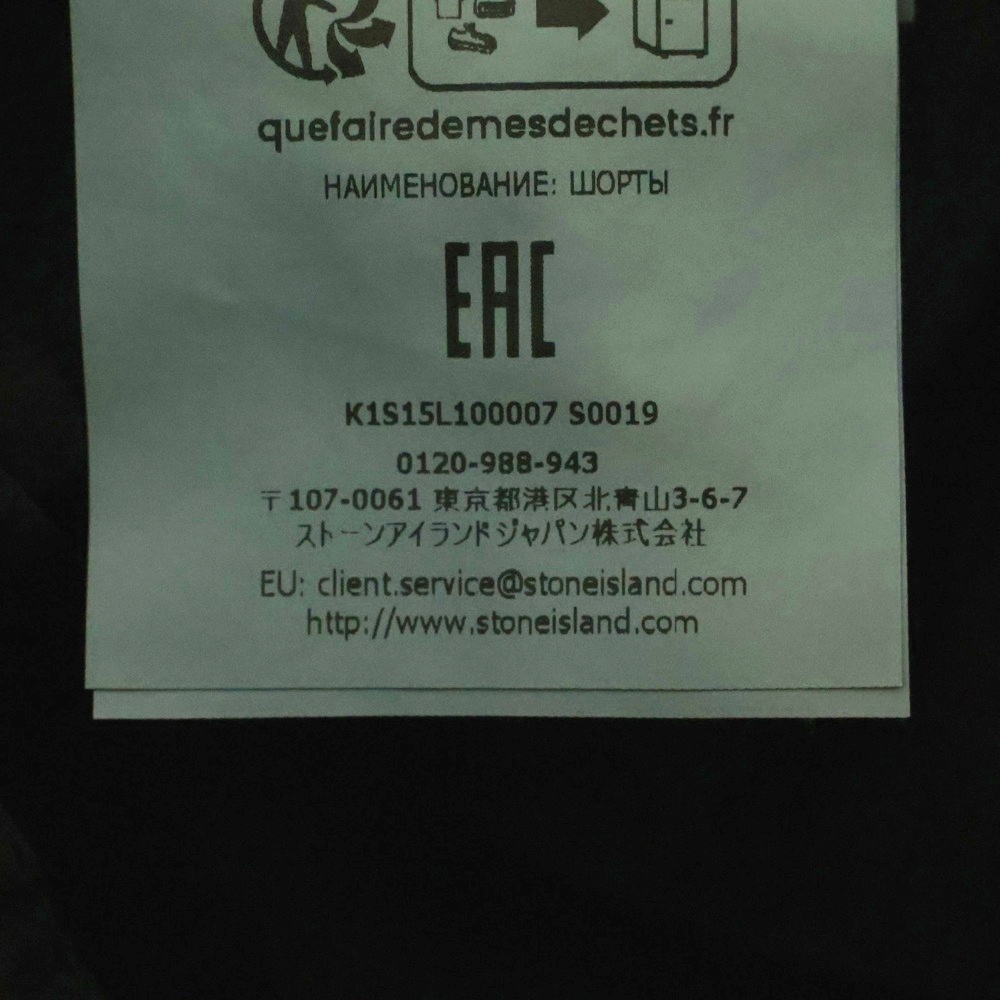 quefairedemesdechets.fr
НАИМЕНОВАНИЕ: ШОРТЫ
EAC
K1S15L100007 S0019
0120-988-943
〒107-0061 東京都港区北青山3-6-7
ストーンアイランドジャパン株式会社
EU: client.service@stoneisland.com
http://www.stoneisland.com